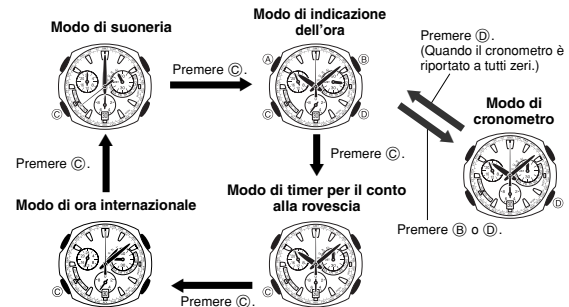 Modo di suoneria
Modo di indicazione
dell'ora
Premere Ⓓ.
(Quando il cronometro è
riportato a tutti zeri.)
Premere Ⓒ.
Ⓐ
Ⓑ
Ⓒ
Ⓒ
Ⓓ
Modo di
cronometro
Premere Ⓒ.
Premere Ⓒ.
Ⓓ
Modo di ora internazionale
Modo di timer per il conto
alla rovescia
Premere Ⓑ o Ⓓ.
Ⓒ
Ⓒ
Premere Ⓒ.